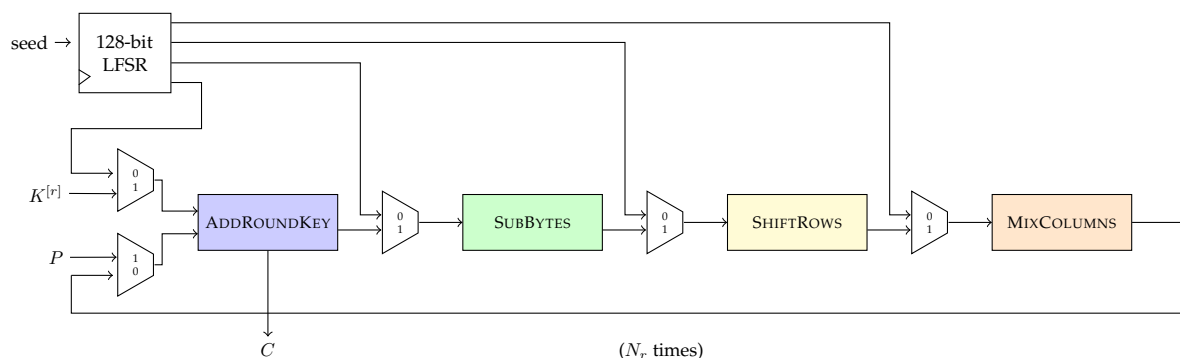 seed
128-bit
LFSR
0
1
K^{[r]}
ADDROUNDKEY
0
1
SUBBYTES
0
1
SHIFTROWS
0
1
MIXCOLUMNS
P
1
0
C
(N_r times)